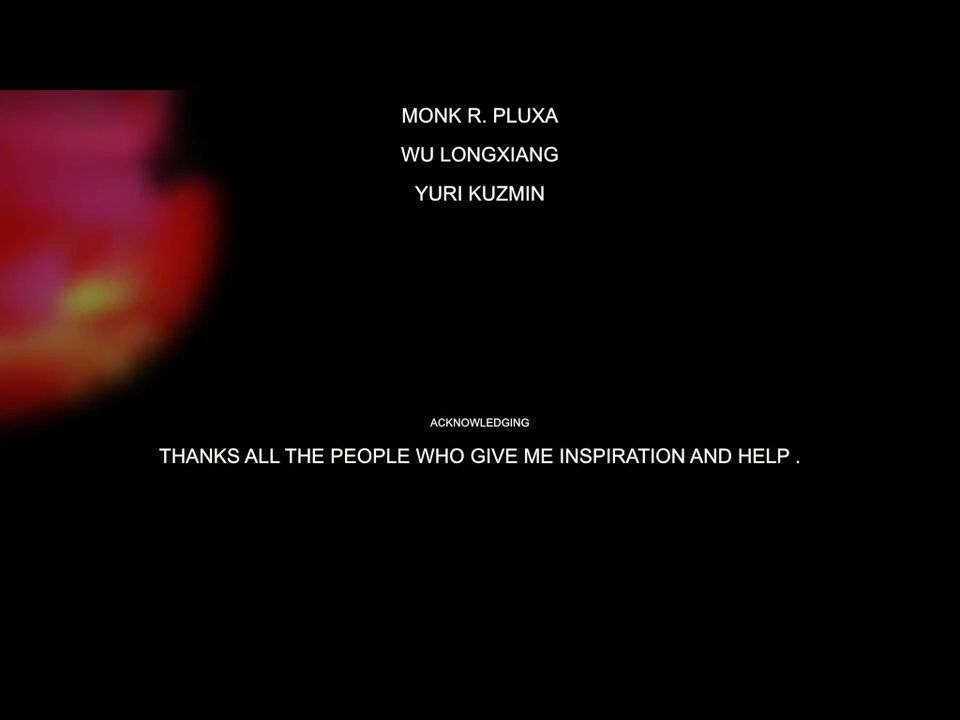 MONK R. PLUXA
WU LONGXIANG
YURI KUZMIN
ACKNOWLEDGING
THANKS ALL THE PEOPLE WHO GIVE ME INSPIRATION AND HELP .